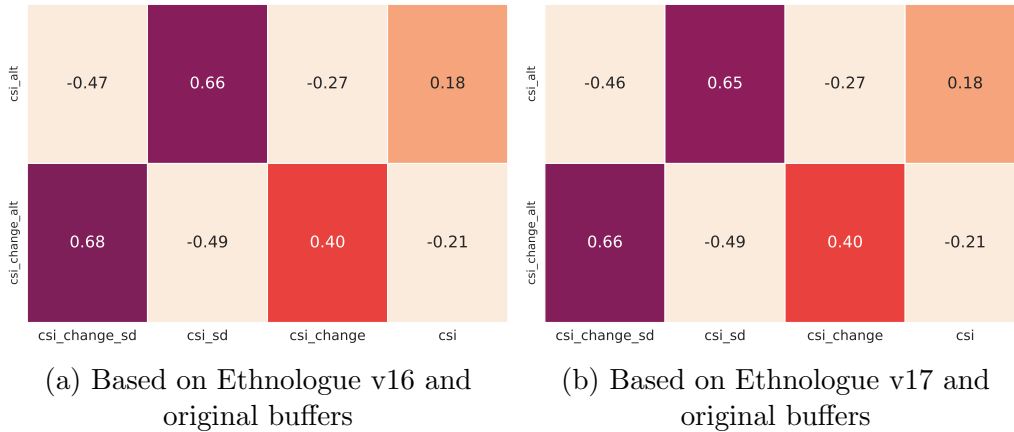 csi_alt
-0.47 0.66 -0.27 0.18
csi_change_alt
0.68 -0.49 0.40 -0.21
csi_change_sd csi_sd csi_change csi
(a) Based on Ethnologue v16 and
original buffers
csi_alt
-0.46 0.65 -0.27 0.18
csi_change_alt
0.66 -0.49 0.40 -0.21
csi_change_sd csi_sd csi_change csi
(b) Based on Ethnologue v17 and
original buffers